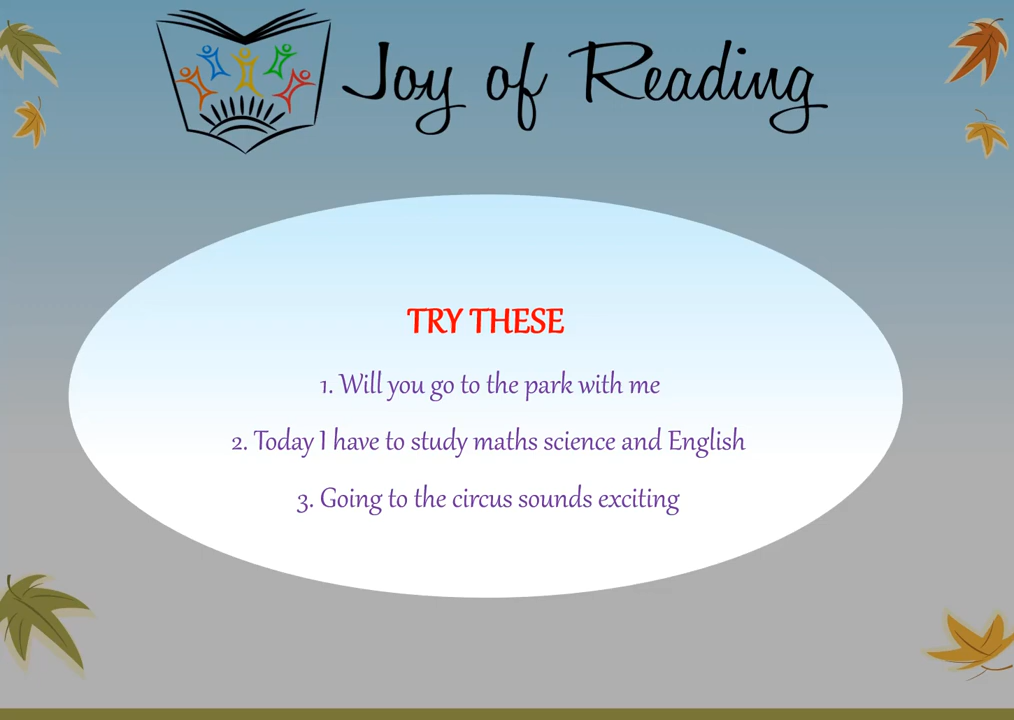 Joy of Reading
TRY THESE
1. Will you go to the park with me
2. Today I have to study maths science and English
3. Going to the circus sounds exciting